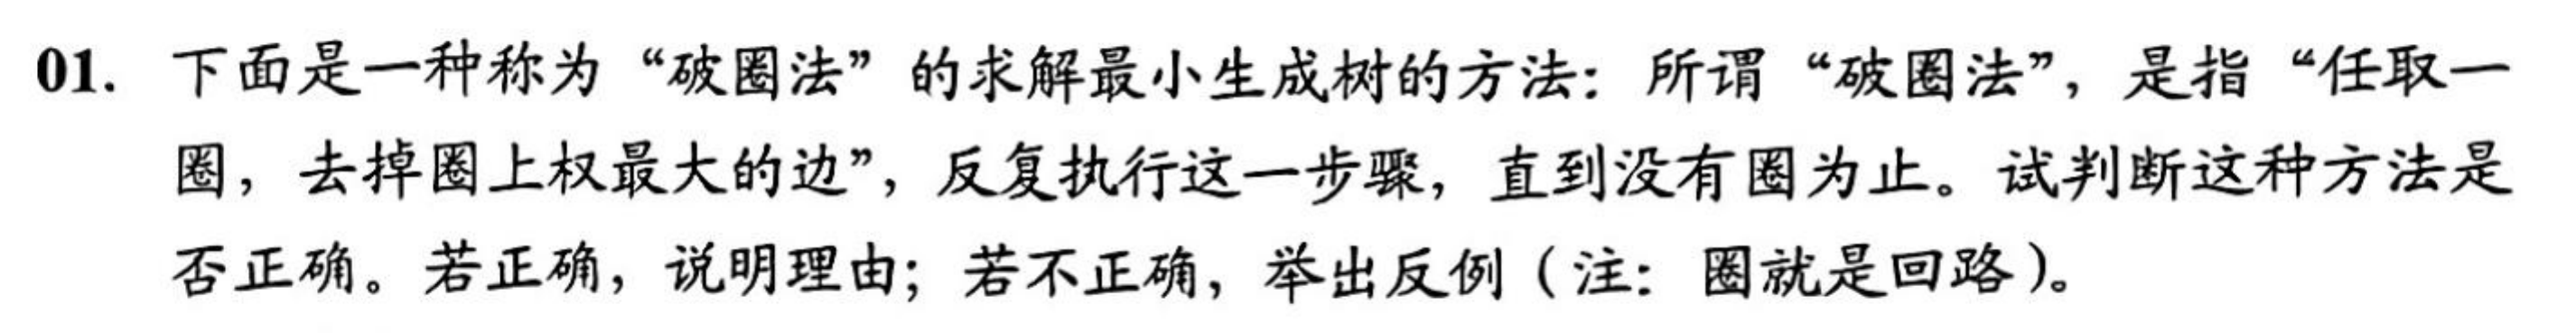 01. 下面是一种称为“破圈法”的求解最小生成树的方法：所谓“破圈法”，是指“任取一
圈，去掉圈上权最大的边”，反复执行这一步骤，直到没有圈为止。试判断这种方法是
否正确。若正确，说明理由；若不正确，举出反例（注：圈就是回路）。